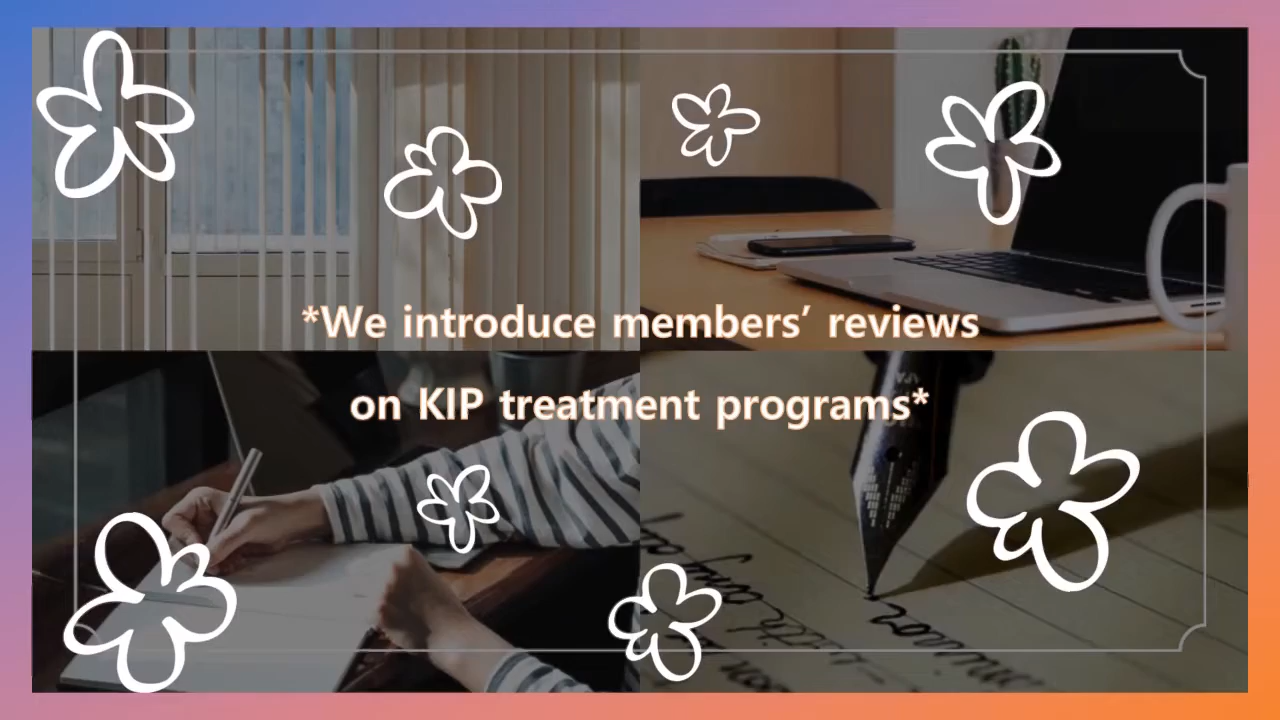 *We introduce members’ reviews
on KIP treatment programs*